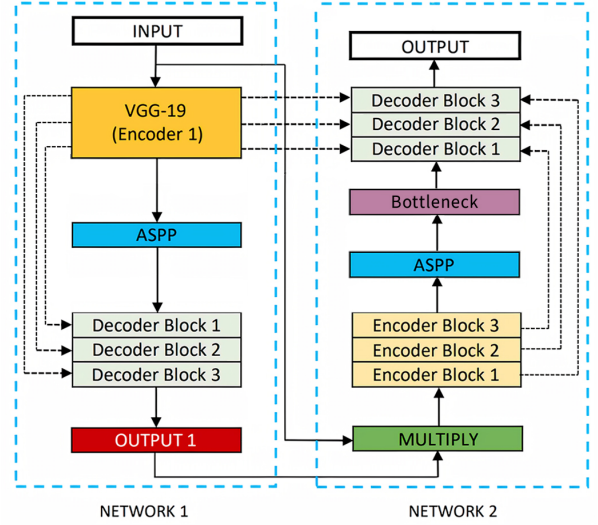 INPUT
VGG-19
(Encoder 1)
ASPP
Decoder Block 1
Decoder Block 2
Decoder Block 3
OUTPUT 1
NETWORK 1
OUTPUT
Decoder Block 3
Decoder Block 2
Decoder Block 1
Bottleneck
ASPP
Encoder Block 3
Encoder Block 2
Encoder Block 1
MULTIPLY
NETWORK 2